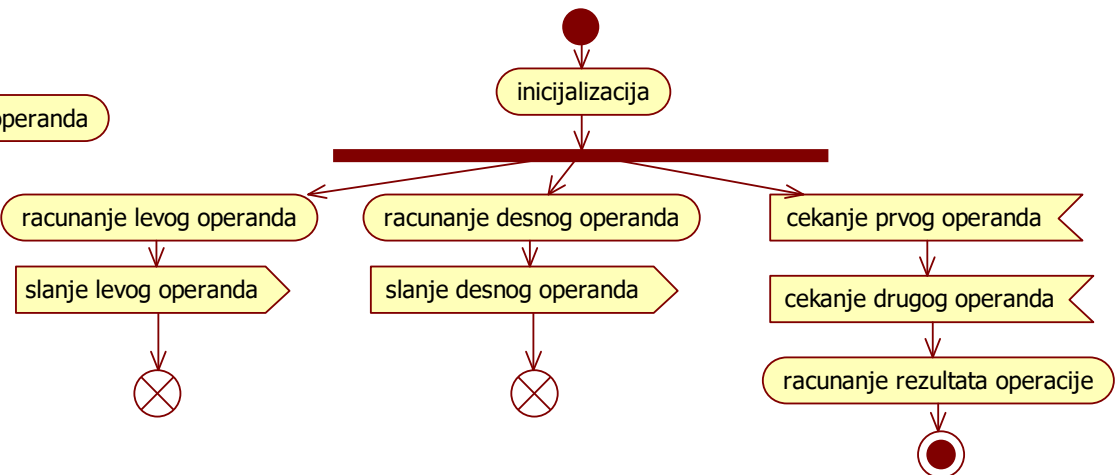 inicijalizacija
operanda
racunanje levog operanda
racunanje desnog operanda
cekanje prvog operanda
slanje levog operanda
slanje desnog operanda
cekanje drugog operanda
racunanje rezultata operacije